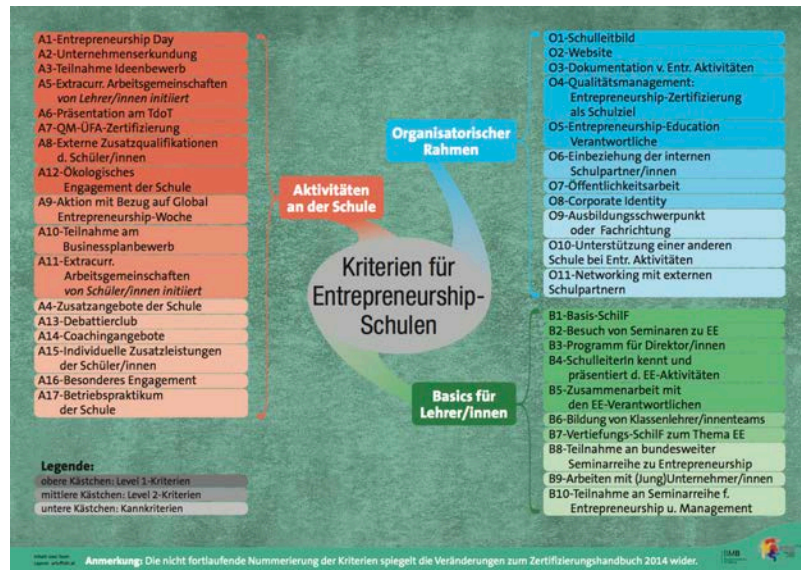 A1-Entrepreneurship Day
A2-Unternehmenserkundung
A3-Teilnahme Ideenbewerb
A5-Extracurr. Arbeitsgemeinschaften
von Lehrer/innen initiiert
A6-Präsentation am TdoT
A7-QM-ÜFA-Zertifizierung
A8-Externe Zusatzqualifikationen
d. Schüler/innen
A12-Ökologisches
Engagement der Schule
A9-Aktion mit Bezug auf Global
Entrepreneurship-Woche
A10-Teilnahme am
Businessplanbewerb
A11-Extracurr.
Arbeitsgemeinschaften
von Schüler/innen initiiert
A4-Zusatzangebote der Schule
A13-Debattierclub
A14-Coachingangebote
A15-Individuelle Zusatzleistungen
der Schüler/innen
A16-Besonderes Engagement
A17-Betriebspraktikum
der Schule
Aktivitäten
an der Schule
Kriterien für
Entrepreneurship-
Schulen
Organisatorischer
Rahmen
O1-Schulleitbild
O2-Website
O3-Dokumentation v. Entr. Aktivitäten
O4-Qualitätsmanagement:
Entrepreneurship-Zertifizierung
als Schulziel
O5-Entrepreneurship-Education
Verantwortliche
O6-Einbeziehung der internen
Schulpartner/innen
O7-Öffentlichkeitsarbeit
O8-Corporate Identity
O9-Ausbildungsschwerpunkt
oder Fachrichtung
O10-Unterstützung einer anderen
Schule bei Entr. Aktivitäten
O11-Networking mit externen
Schulpartnern
Basics für
Lehrer/innen
B1-Basis-SchilF
B2-Besuch von Seminaren zu EE
B3-Programm für Direktor/innen
B4-SchulleiterIn kennt und
präsentiert d. EE-Aktivitäten
B5-Zusammenarbeit mit
den EE-Verantwortlichen
B6-Bildung von Klassenlehrer/innenteams
B7-Vertiefungs-SchilF zum Thema EE
B8-Teilnahme an bundesweiter
Seminarreihe zu Entrepreneurship
B9-Arbeiten mit (Jung)Unternehmer/innen
B10-Teilnahme an Seminarreihe f.
Entrepreneurship u. Management
Legende:
obere Kästchen: Level 1-Kriterien
mittlere Kästchen: Level 2-Kriterien
untere Kästchen: Kannkriterien
Anmerkung: Die nicht fortlaufende Nummerierung der Kriterien spiegelt die Veränderungen zum Zertifizierungshandbuch 2014 wider.
BMB